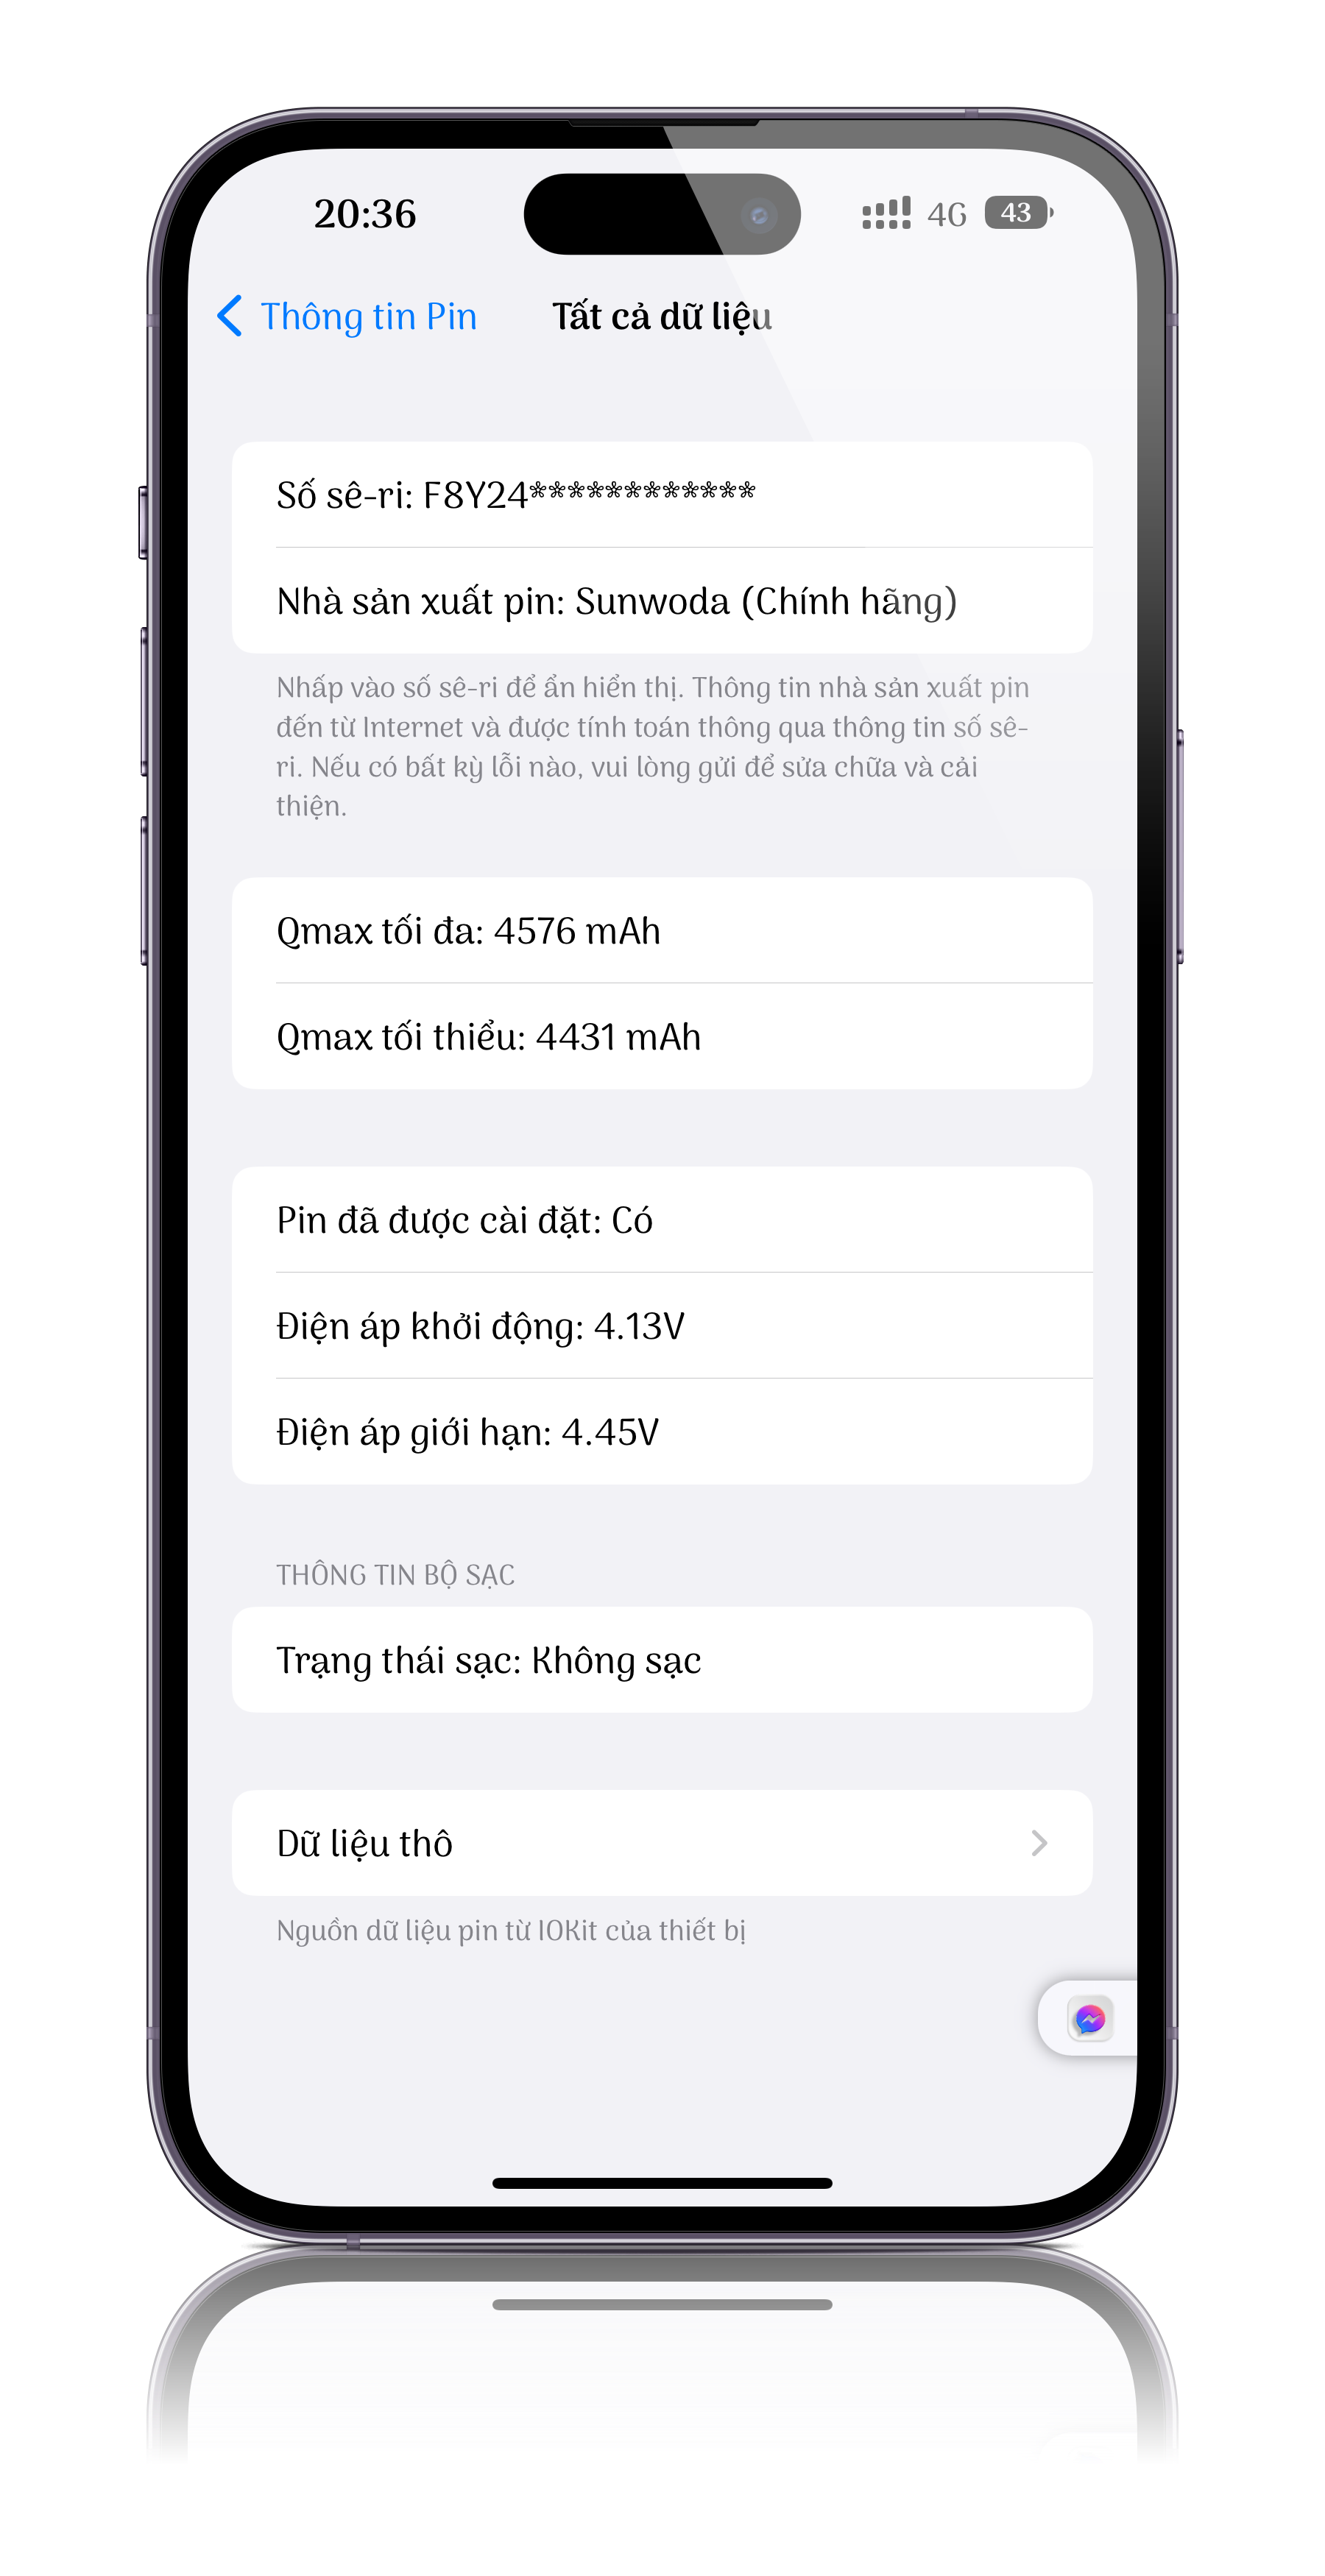 20:36
4G 43
Thông tin Pin
Tất cả dữ liệu
Số sê-ri: F8Y24************
Nhà sản xuất pin: Sunwoda (Chính hãng)
Nhấp vào số sê-ri để ẩn hiển thị. Thông tin nhà sản xuất pin
đến từ Internet và được tính toán thông qua thông tin số sê-
ri. Nếu có bất kỳ lỗi nào, vui lòng gửi để sửa chữa và cải
thiện.
Qmax tối đa: 4576 mAh
Qmax tối thiểu: 4431 mAh
Pin đã được cài đặt: Có
Điện áp khởi động: 4.13V
Điện áp giới hạn: 4.45V
THÔNG TIN BỘ SẠC
Trạng thái sạc: Không sạc
Dữ liệu thô
Nguồn dữ liệu pin từ IOKit của thiết bị